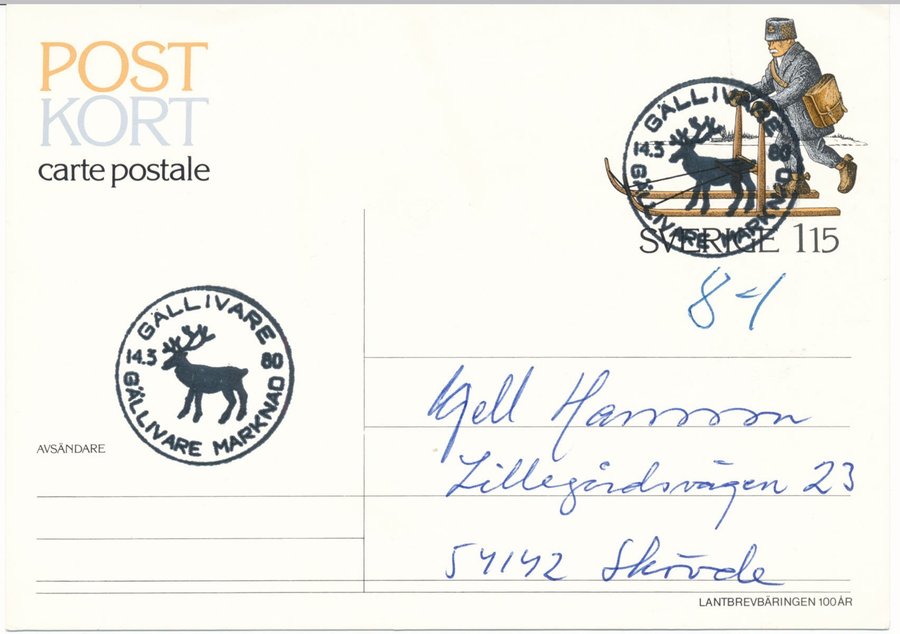 POST
KORT
carte postale
GÄLLIVARE
14.3 80
GÄLLIVARE MARKNAD
SVERIGE 115
84
GÄLLIVARE
14.3 80
GÄLLIVARE MARKNAD
Kjell Hansson
Lillegårdsvägen 23
54142 Skövde
AVSÄNDARE
LANTBREVBÄRINGEN 100 ÅR